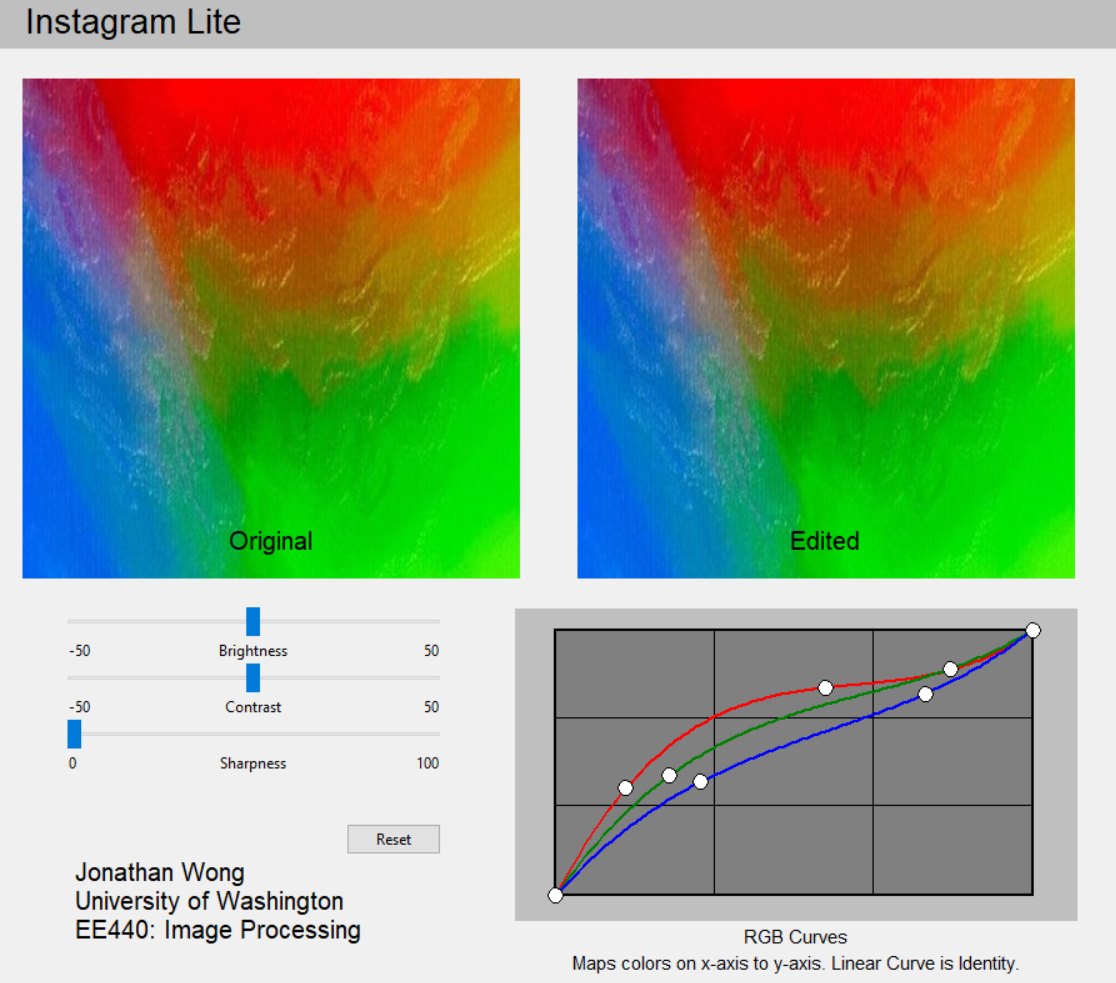 Instagram Lite
Original
Edited
-50 Brightness 50
-50 Contrast 50
0 Sharpness 100
Reset
Jonathan Wong
University of Washington
EE440: Image Processing
RGB Curves
Maps colors on x-axis to y-axis. Linear Curve is Identity.